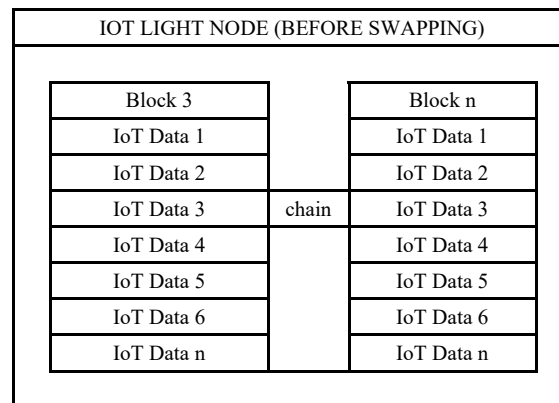 IOT LIGHT NODE (BEFORE SWAPPING)
Block 3 Block n
IoT Data 1 IoT Data 1
IoT Data 2 IoT Data 2
IoT Data 3 chain IoT Data 3
IoT Data 4 IoT Data 4
IoT Data 5 IoT Data 5
IoT Data 6 IoT Data 6
IoT Data n IoT Data n